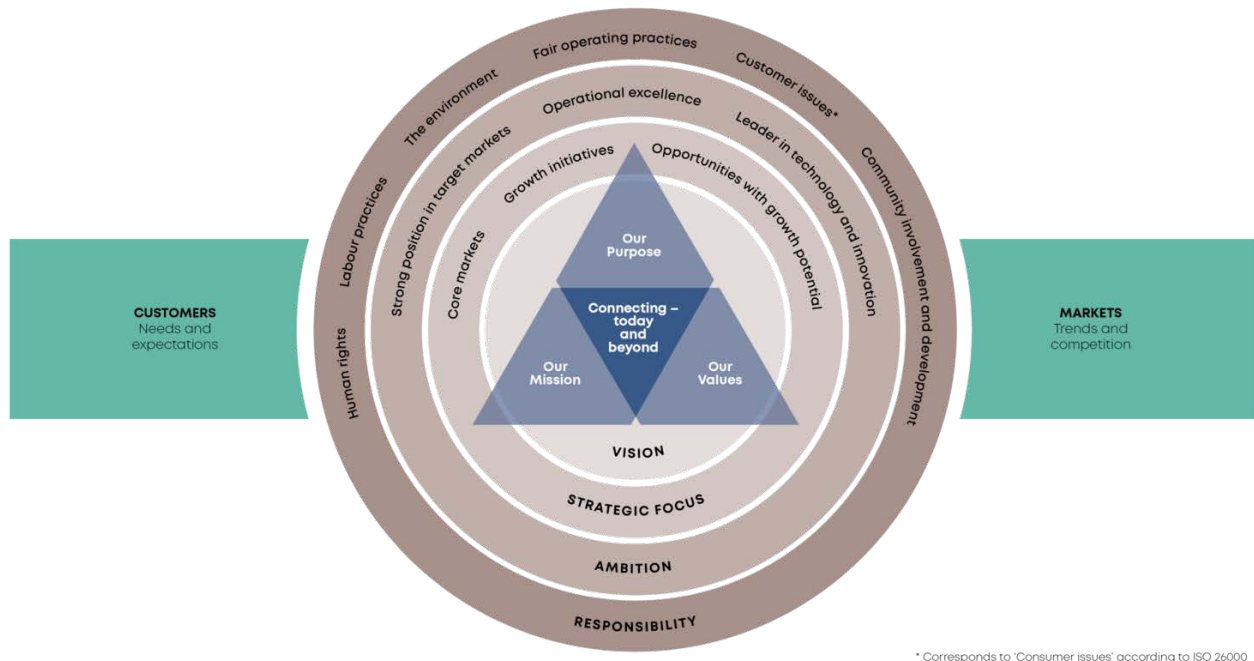 Fair operating practices
Customer issues*
The environment
Operational excellence
Labour practices
Strong position in target markets
Leader in technology and innovation
Community involvement and development
Growth initiatives
Opportunities with growth potential
Human rights
Core markets
Our
Purpose
CUSTOMERS
Needs and
expectations
Connecting –
today
and
beyond
MARKETS
Trends and
competition
Our
Mission
Our
Values
VISION
STRATEGIC FOCUS
AMBITION
RESPONSIBILITY
* Corresponds to 'Consumer issues' according to ISO 26000